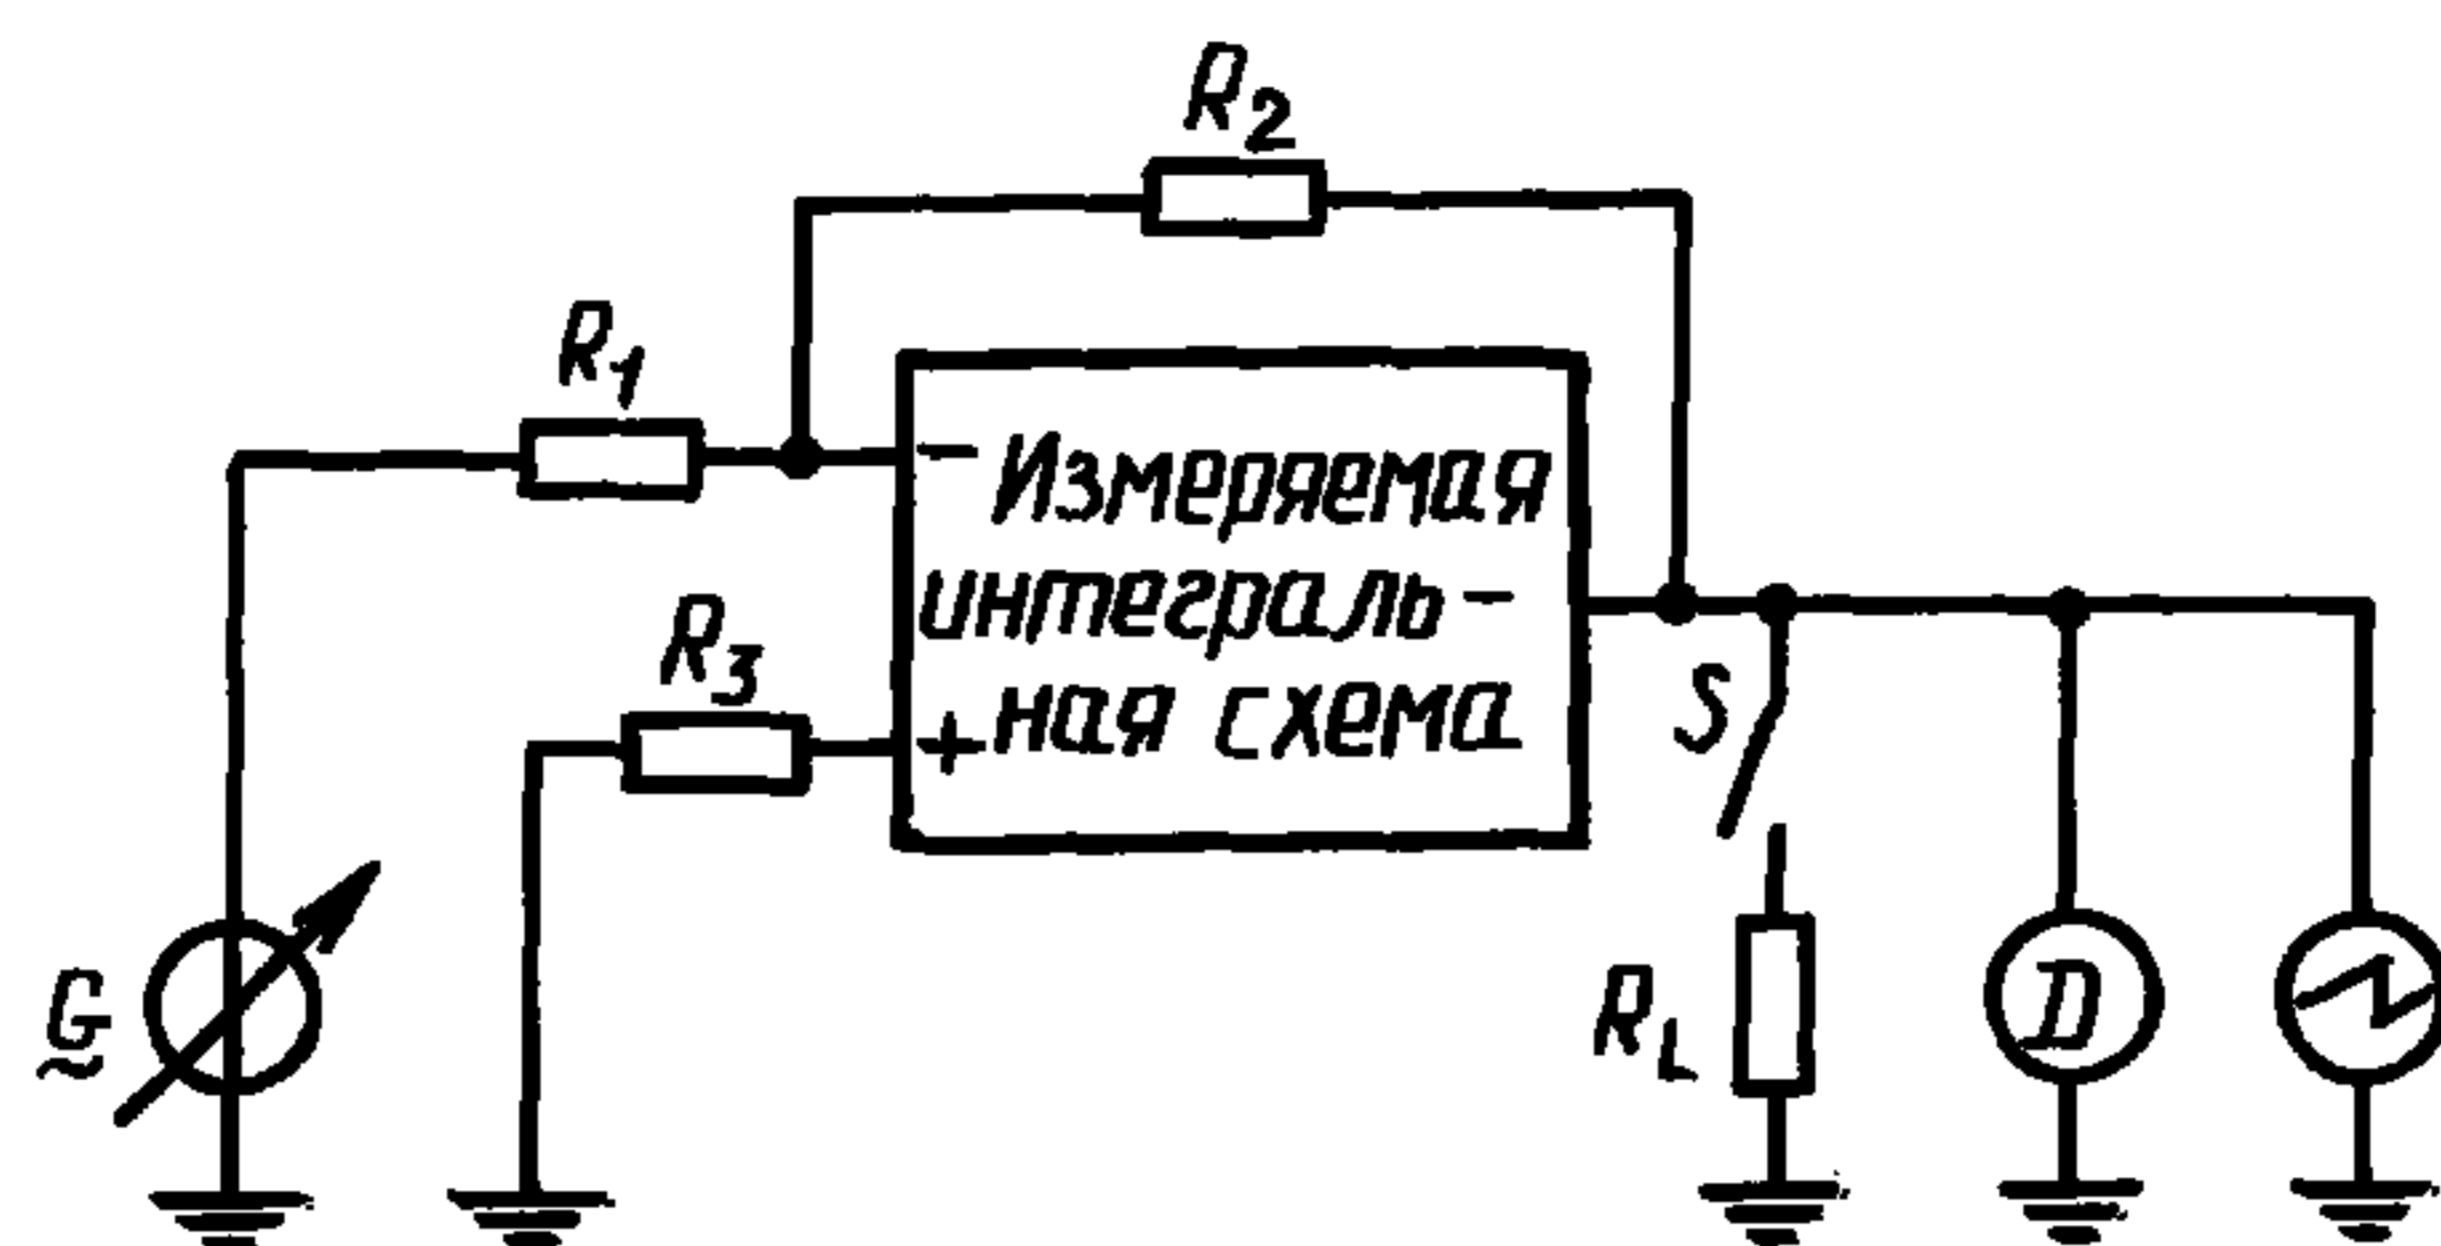 R2
R1
- Измеряемая
интеграль-
+ ная схема
R3
S
G
~
RL
D